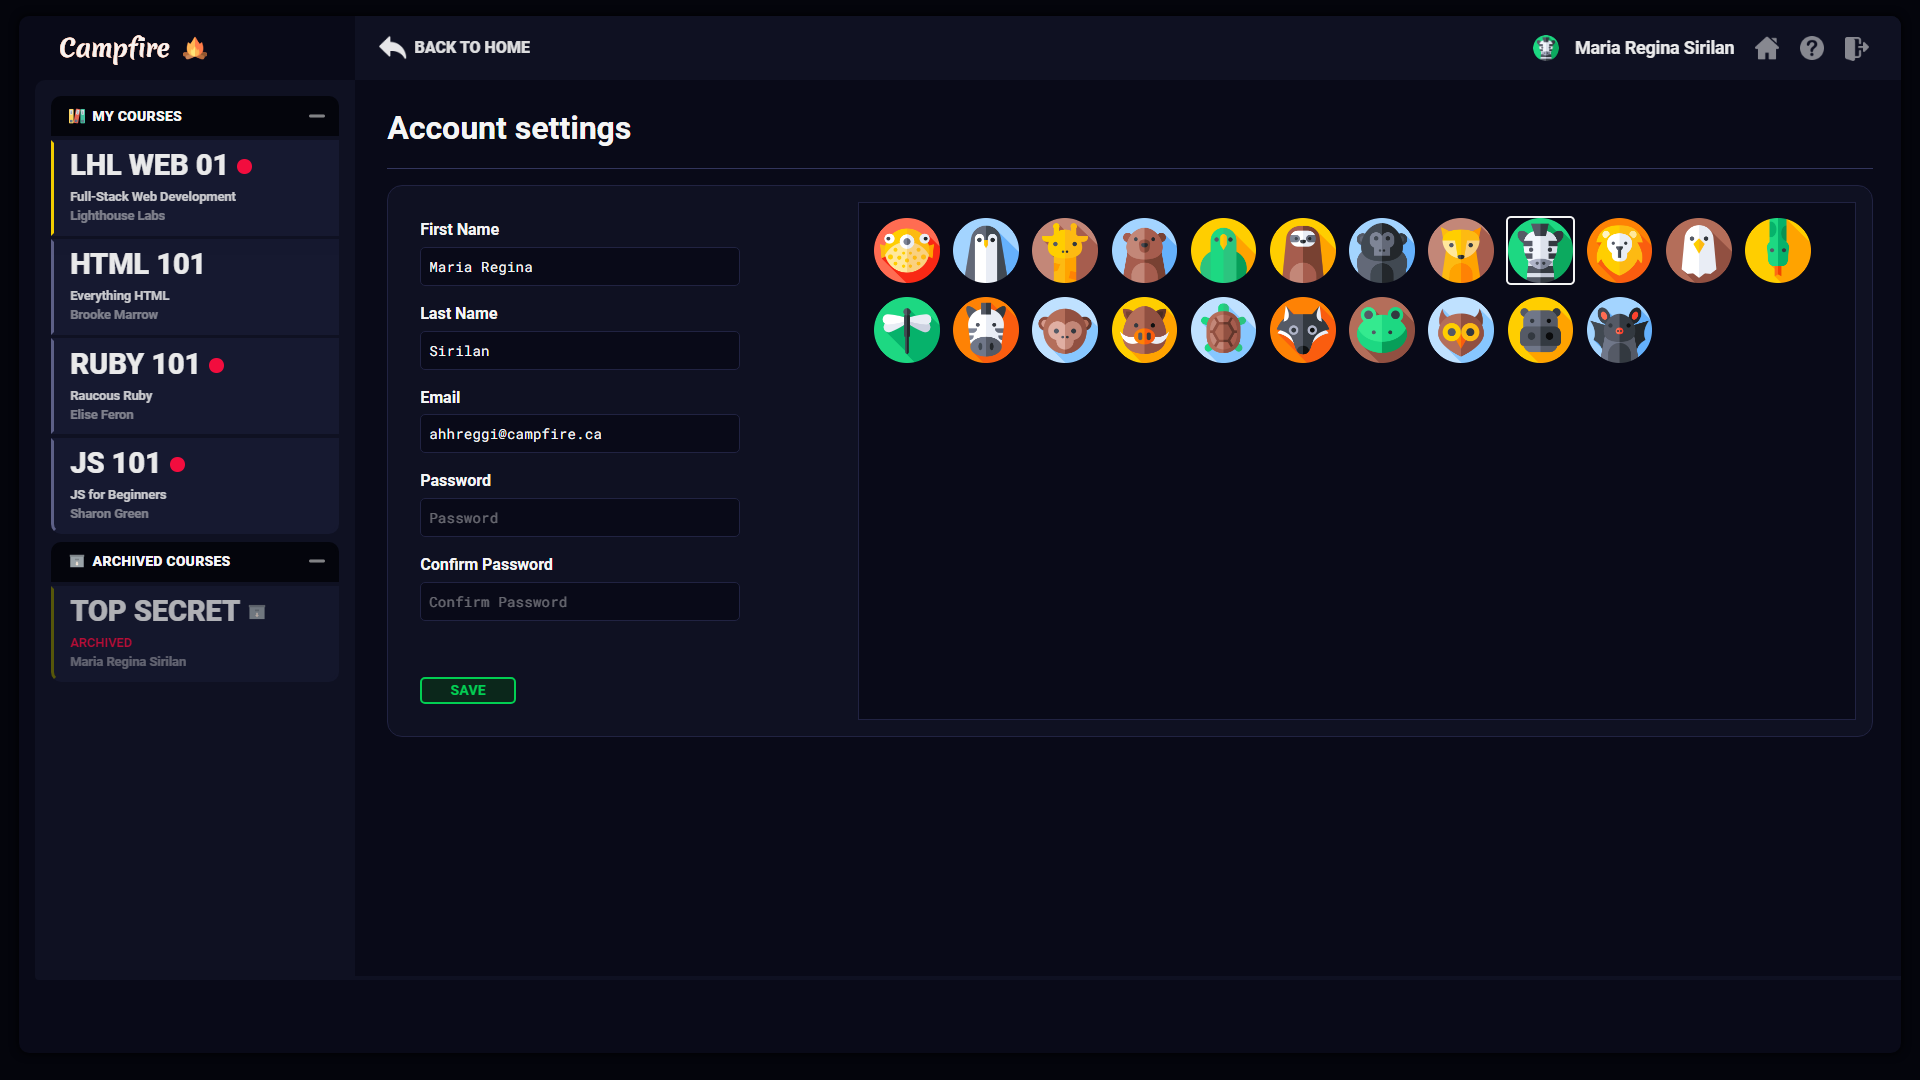 Campfire
BACK TO HOME
Maria Regina Sirilan
MY COURSES
LHL WEB 01
Full-Stack Web Development
Lighthouse Labs
HTML 101
Everything HTML
Brooke Marrow
RUBY 101
Raucous Ruby
Elise Feron
JS 101
JS for Beginners
Sharon Green
ARCHIVED COURSES
TOP SECRET
ARCHIVED
Maria Regina Sirilan
Account settings
First Name
Maria Regina
Last Name
Sirilan
Email
ahhreggi@campfire.ca
Password
Password
Confirm Password
Confirm Password
SAVE